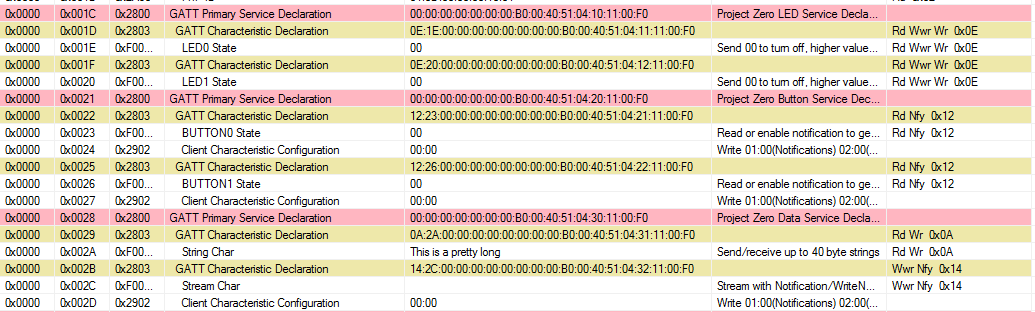 0x0000 0x001C 0x2800 GATT Primary Service Declaration 00:00:00:00:00:00:00:B0:00:40:51:04:10:11:00:F0 Project Zero LED Service Decla...
0x0000 0x001D 0x2803 GATT Characteristic Declaration 0E:1E:00:00:00:00:00:00:00:B0:00:40:51:04:11:11:00:F0 Rd Wwr Wr 0x0E
0x0000 0x001E 0xF00... LED0 State 00 Send 00 to turn off, higher value... Rd Wwr Wr 0x0E
0x0000 0x001F 0x2803 GATT Characteristic Declaration 0E:20:00:00:00:00:00:00:00:B0:00:40:51:04:12:11:00:F0 Rd Wwr Wr 0x0E
0x0000 0x0020 0xF00... LED1 State 00 Send 00 to turn off, higher value... Rd Wwr Wr 0x0E
0x0000 0x0021 0x2800 GATT Primary Service Declaration 00:00:00:00:00:00:00:B0:00:40:51:04:20:11:00:F0 Project Zero Button Service Dec...
0x0000 0x0022 0x2803 GATT Characteristic Declaration 12:23:00:00:00:00:00:00:00:B0:00:40:51:04:21:11:00:F0 Rd Nfy 0x12
0x0000 0x0023 0xF00... BUTTON0 State 00 Read or enable notification to ge... Rd Nfy 0x12
0x0000 0x0024 0x2902 Client Characteristic Configuration 00:00 Write 01:00(Notifications) 02:00(...
0x0000 0x0025 0x2803 GATT Characteristic Declaration 12:26:00:00:00:00:00:00:00:B0:00:40:51:04:22:11:00:F0 Rd Nfy 0x12
0x0000 0x0026 0xF00... BUTTON1 State 00 Read or enable notification to ge... Rd Nfy 0x12
0x0000 0x0027 0x2902 Client Characteristic Configuration 00:00 Write 01:00(Notifications) 02:00(...
0x0000 0x0028 0x2800 GATT Primary Service Declaration 00:00:00:00:00:00:00:B0:00:40:51:04:30:11:00:F0 Project Zero Data Service Decla...
0x0000 0x0029 0x2803 GATT Characteristic Declaration 0A:2A:00:00:00:00:00:00:00:B0:00:40:51:04:31:11:00:F0 Rd Wr 0x0A
0x0000 0x002A 0xF00... String Char This is a pretty long Send/receive up to 40 byte strings Rd Wr 0x0A
0x0000 0x002B 0x2803 GATT Characteristic Declaration 14:2C:00:00:00:00:00:00:00:B0:00:40:51:04:32:11:00:F0 Wwr Nfy 0x14
0x0000 0x002C 0xF00... Stream Char Stream with Notification/WriteN... Wwr Nfy 0x14
0x0000 0x002D 0x2902 Client Characteristic Configuration 00:00 Write 01:00(Notifications) 02:00(...